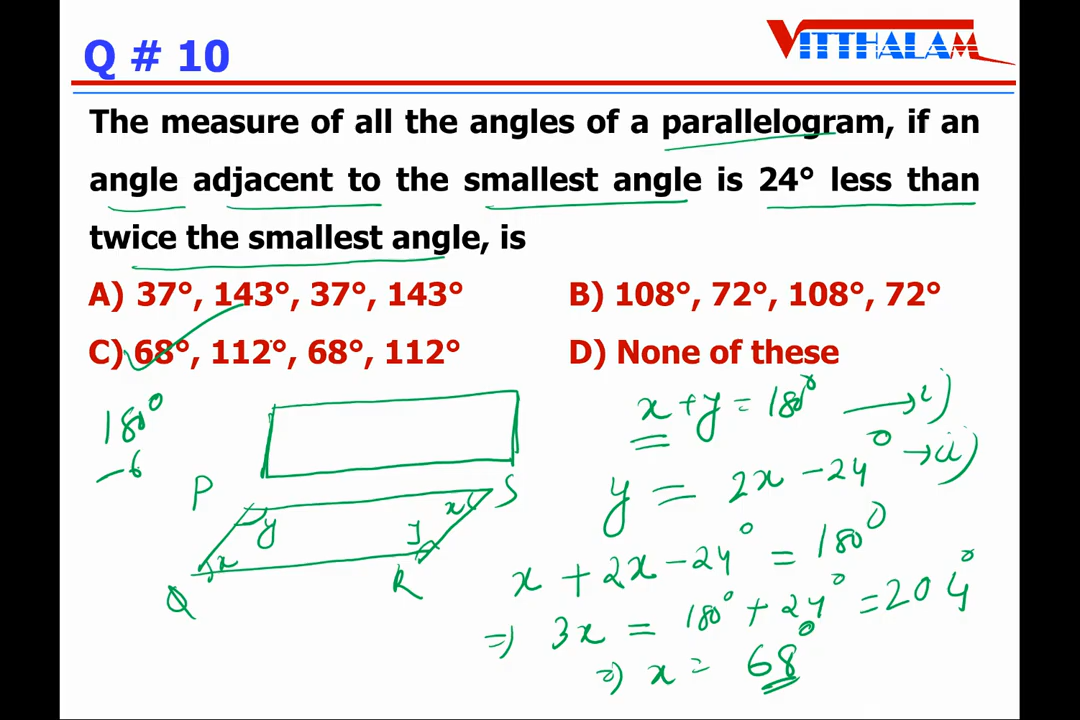 Q # 10
VITTHALAM
The measure of all the angles of a parallelogram, if an
angle adjacent to the smallest angle is 24° less than
twice the smallest angle, is
A) 37°, 143°, 37°, 143°
B) 108°, 72°, 108°, 72°
C) 68°, 112°, 68°, 112°
D) None of these
180°
-6
P
S
Q
R
y
x
x
y
x + y = 180° → i)
y = 2x - 24° → ii)
x + 2x - 24° = 180°
⇒ 3x = 180° + 24° = 204°
⇒ x = 68°